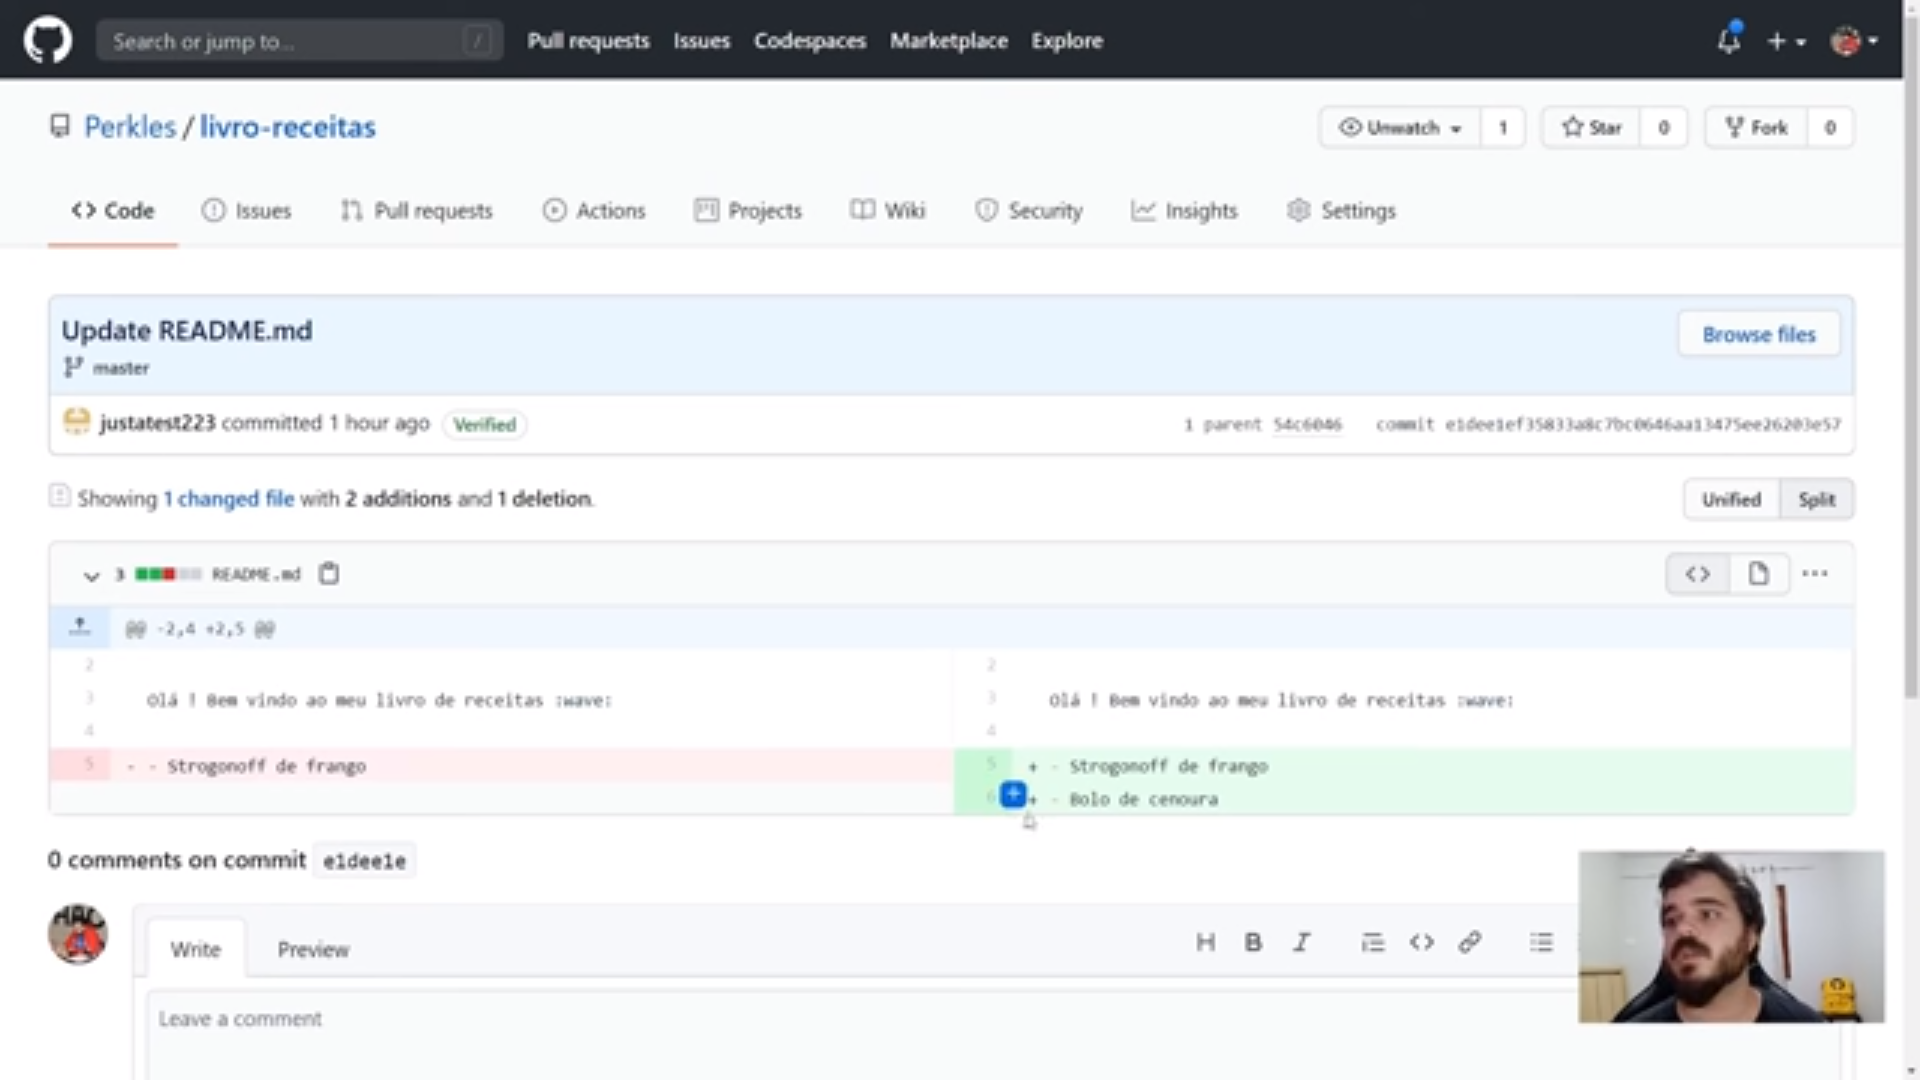 Search or jump to... / Pull requests Issues Codespaces Marketplace Explore
Perkles / livro-receitas Unwatch 1 Star 0 Fork 0
Code Issues Pull requests Actions Projects Wiki Security Insights Settings
Update README.md Browse files
master
justatest223 committed 1 hour ago Verified 1 parent 54c6046 commit e1dee1ef35833a8c7bc0646aa13475ee26203e57
Showing 1 changed file with 2 additions and 1 deletion. Unified Split
3 README.md
@@ -2,4 +2,5 @@
2 2
3 Olá ! Bem vindo ao meu livro de receitas :wave: 3 Olá ! Bem vindo ao meu livro de receitas :wave:
4 4
5 - - Strogonoff de frango 5 + - Strogonoff de frango
6 + - Bolo de cenoura
0 comments on commit e1dee1e
Write Preview H B I
Leave a comment